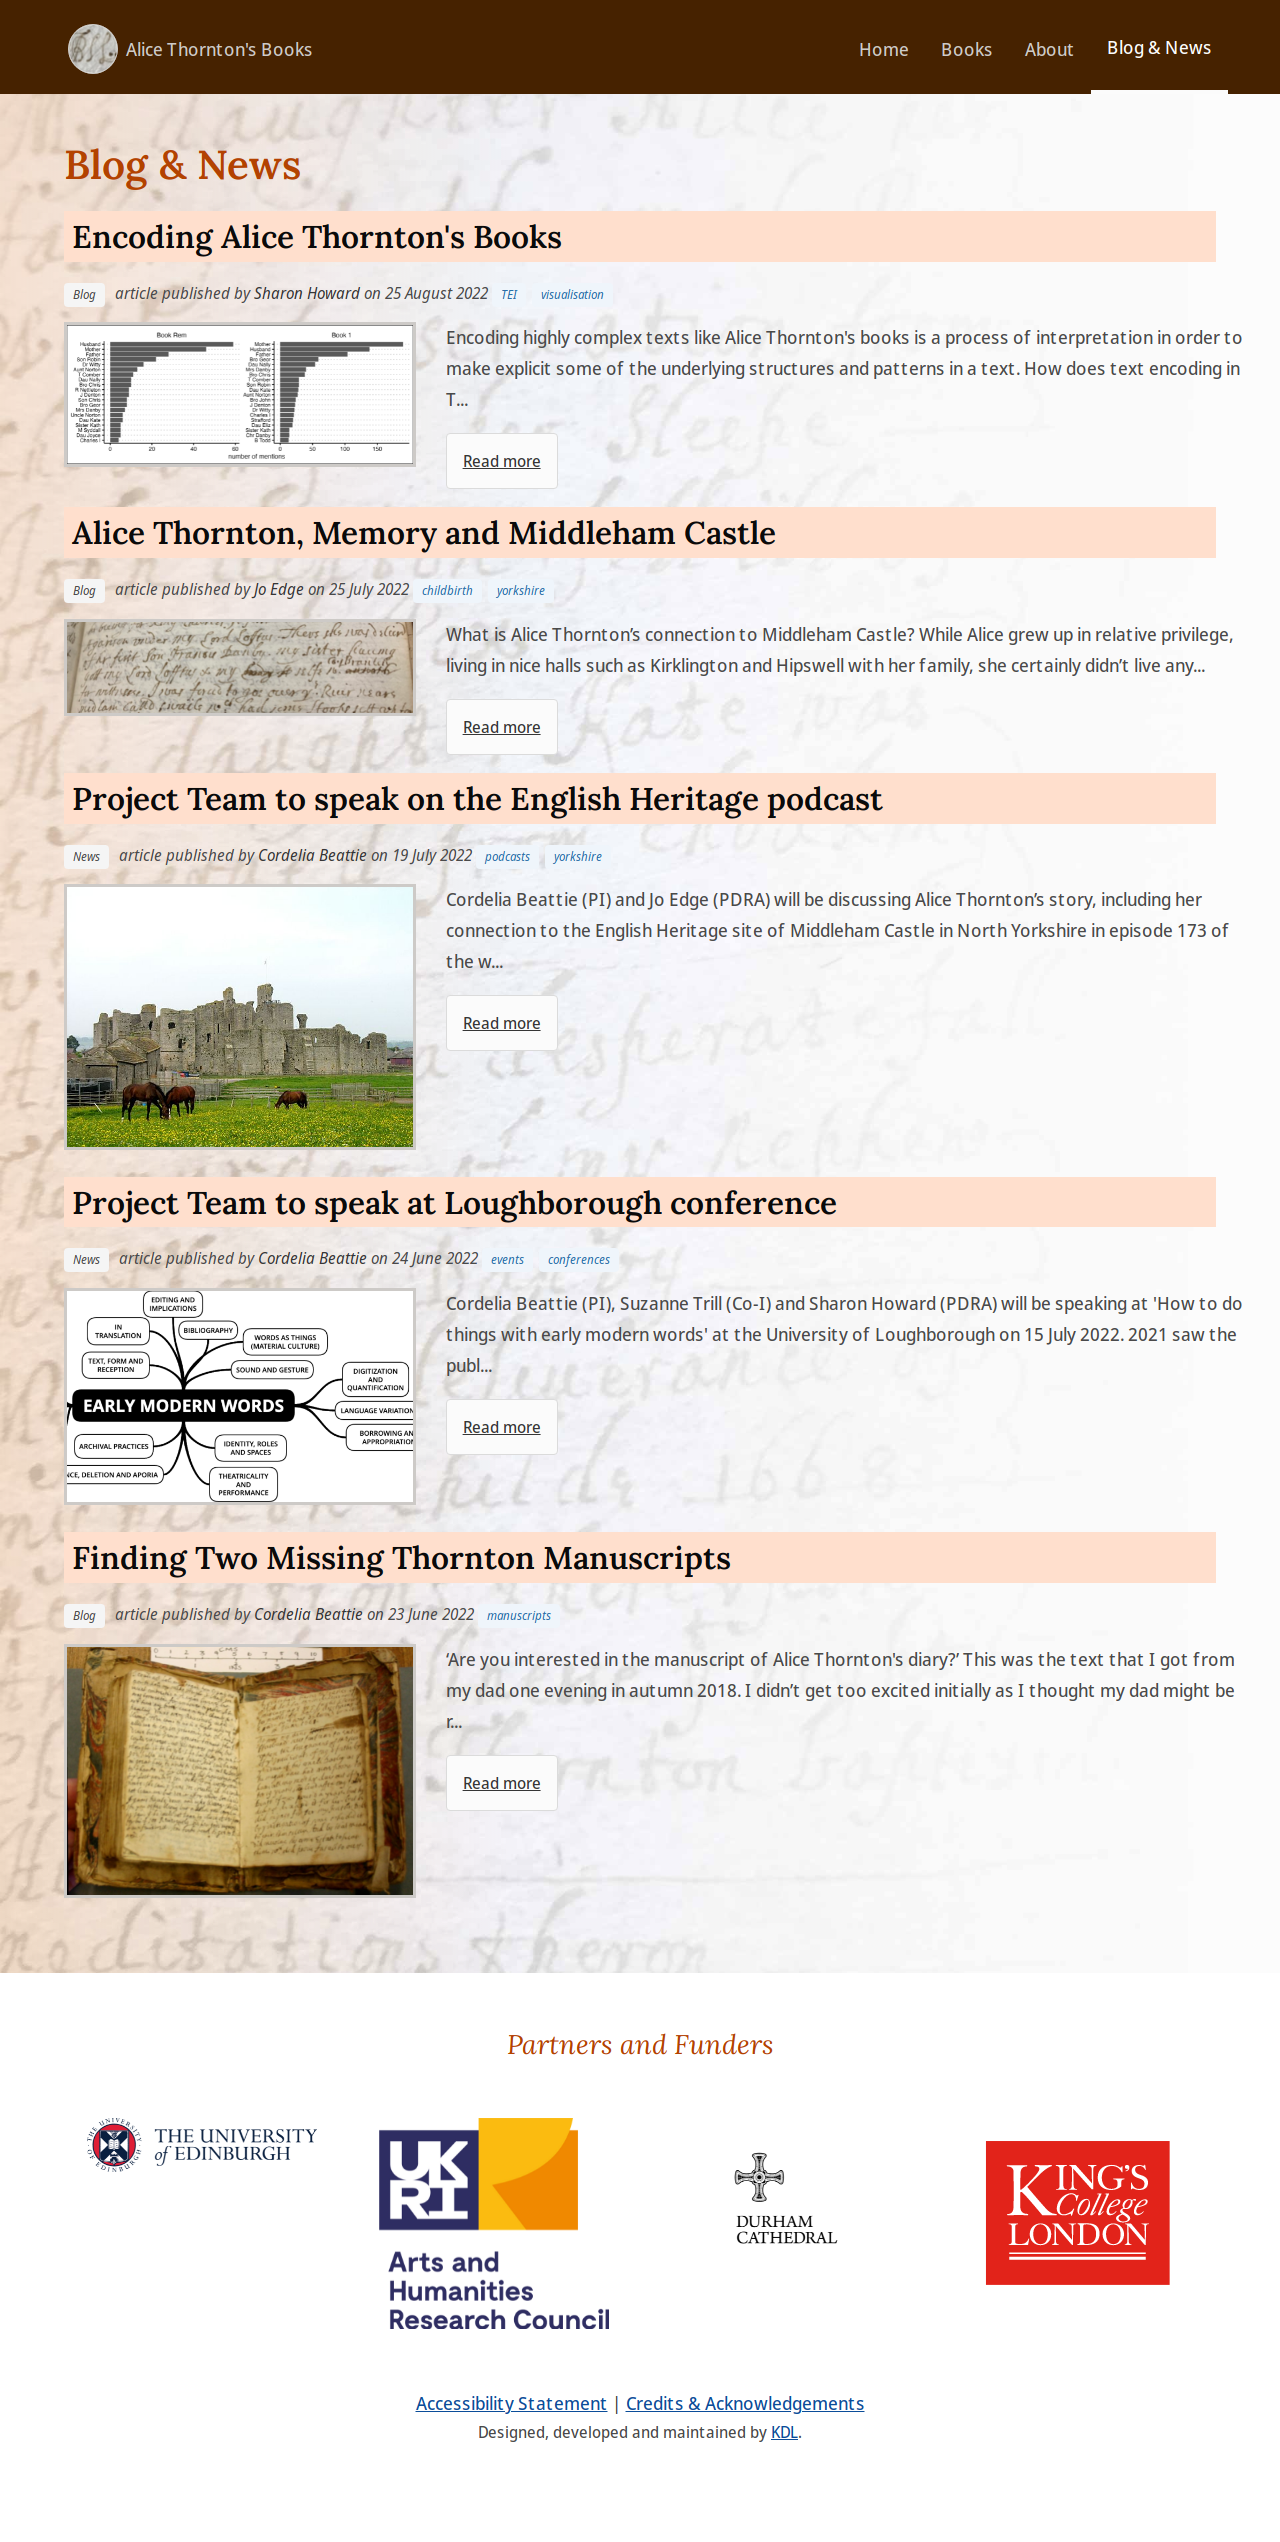 Alice Thornton's Books
Home
Books
About
Blog & News
Blog & News
Encoding Alice Thornton's Books
Blog article published by Sharon Howard on 25 August 2022 TEI visualisation
Book Rem
Book 1
number of mentions
Encoding highly complex texts like Alice Thornton's books is a process of interpretation in order to
make explicit some of the underlying structures and patterns in a text. How does text encoding in
T...
Read more
Alice Thornton, Memory and Middleham Castle
Blog article published by Jo Edge on 25 July 2022 childbirth yorkshire
What is Alice Thornton’s connection to Middleham Castle? While Alice grew up in relative privilege,
living in nice halls such as Kirklington and Hipswell with her family, she certainly didn’t live any...
Read more
Project Team to speak on the English Heritage podcast
News article published by Cordelia Beattie on 19 July 2022 podcasts yorkshire
Cordelia Beattie (PI) and Jo Edge (PDRA) will be discussing Alice Thornton’s story, including her
connection to the English Heritage site of Middleham Castle in North Yorkshire in episode 173 of
the w...
Read more
Project Team to speak at Loughborough conference
News article published by Cordelia Beattie on 24 June 2022 events conferences
EDITING AND
IMPLICATIONS
IN
TRANSLATION
BIBLIOGRAPHY
WORDS AS THINGS
(MATERIAL CULTURE)
TEXT, FORM AND
RECEPTION
SOUND AND GESTURE
DIGITIZATION
AND
QUANTIFICATION
EARLY MODERN WORDS
LANGUAGE VARIATION
BORROWING AN
APPROPRIATION
ARCHIVAL PRACTICES
IDENTITY, ROLES
AND SPACES
NCE, DELETION AND APORIA
THEATRICALITY
AND
PERFORMANCE
Cordelia Beattie (PI), Suzanne Trill (Co-I) and Sharon Howard (PDRA) will be speaking at 'How to do
things with early modern words' at the University of Loughborough on 15 July 2022. 2021 saw the
publ...
Read more
Finding Two Missing Thornton Manuscripts
Blog article published by Cordelia Beattie on 23 June 2022 manuscripts
‘Are you interested in the manuscript of Alice Thornton's diary?’ This was the text that I got from
my dad one evening in autumn 2018. I didn’t get too excited initially as I thought my dad might be
r...
Read more
Partners and Funders
THE UNIVERSITY OF EDINBURGH
THE UNIVERSITY
of EDINBURGH
UK
RI
Arts and
Humanities
Research Council
DURHAM
CATHEDRAL
KING'S
College
LONDON
Accessibility Statement | Credits & Acknowledgements
Designed, developed and maintained by KDL.